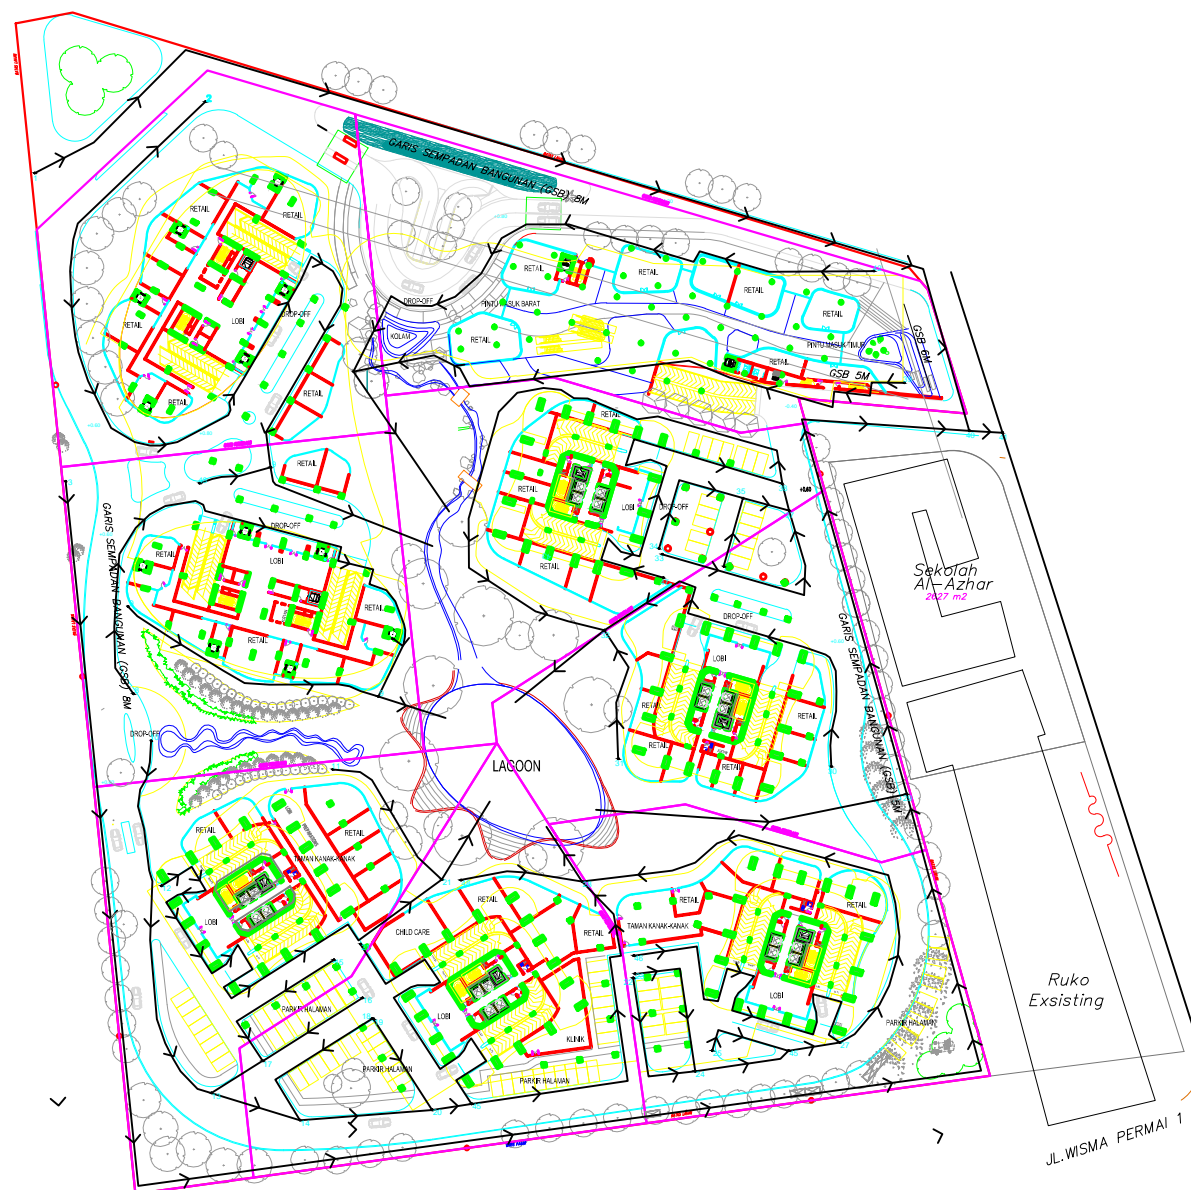 GARIS SEMPADAN BANGUNAN (GSB) 8M
RETAIL
RETAIL
RETAIL
LOBI
DROP-OFF
RETAIL
RETAIL
DROP-OFF
KOLAM
PINTU MASUK BARAT
RETAIL
RETAIL
RETAIL
RETAIL
RETAIL
PINTU MASUK TIMUR
RETAIL
GSB 6M
GSB 5M
RETAIL
RETAIL
LOBI
DROP-OFF
RETAIL
RETAIL
DROP-OFF
LOBI
RETAIL
RETAIL
RETAIL
GARIS SEMPADAN BANGUNAN (GSB) 8M
DROP-OFF
Sekolah
Al-Azhar
2627 m2
DROP-OFF
LOBI
RETAIL
RETAIL
RETAIL
RETAIL
GARIS SEMPADAN BANGUNAN (GSB) 5M
LAGOON
RETAIL
RETAIL
TAMAN KANAK-KANAK
LOBI
PARKIR HALAMAN
PARKIR HALAMAN
CHILD CARE
RETAIL
RETAIL
LOBI
KLINIK
PARKIR HALAMAN
TAMAN KANAK-KANAK
RETAIL
RETAIL
LOBI
PARKIR HALAMAN
Ruko
Exsisting
JL.WISMA PERMAI 1